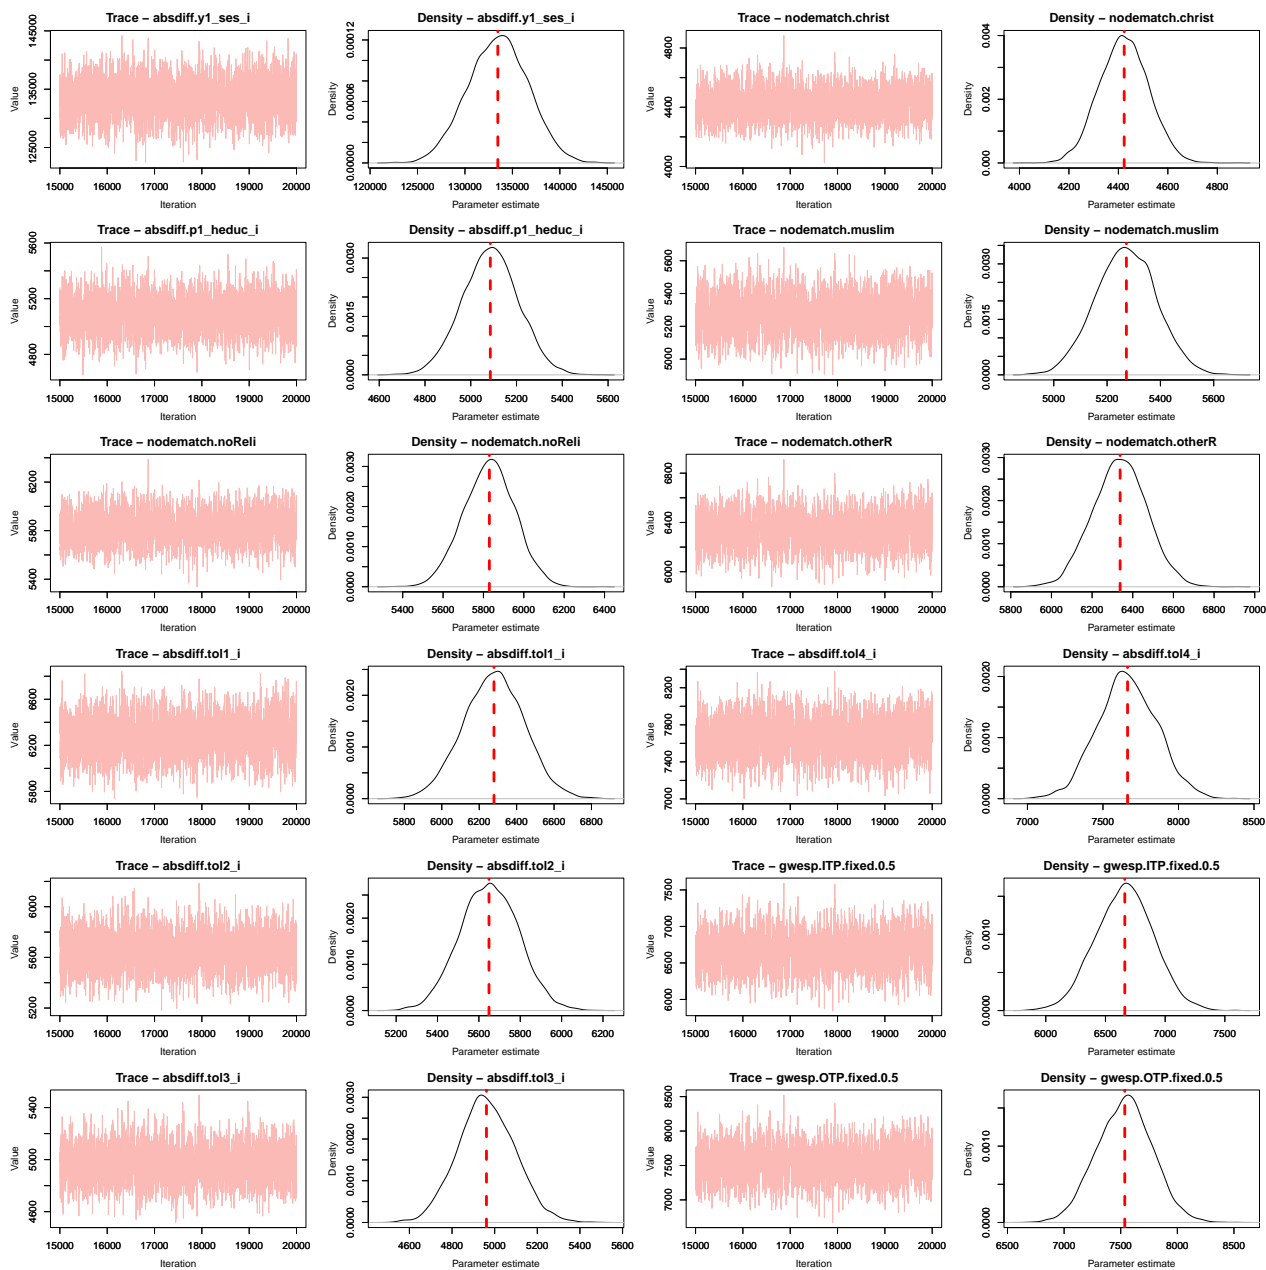 Trace − absdiff.y1_ses_i
Value
125000 135000 145000
15000 16000 17000 18000 19000 20000
Iteration
Density − absdiff.y1_ses_i
Density
0.00000 0.00006 0.00012
120000 125000 130000 135000 140000 145000
Parameter estimate
Trace − nodematch.christ
Value
4000 4400 4800
15000 16000 17000 18000 19000 20000
Iteration
Density − nodematch.christ
Density
0.000 0.002 0.004
4000 4200 4400 4600 4800
Parameter estimate
Trace − absdiff.p1_heduc_i
Value
4800 5200 5600
15000 16000 17000 18000 19000 20000
Iteration
Density − absdiff.p1_heduc_i
Density
0.0000 0.0015 0.0030
4600 4800 5000 5200 5400 5600
Parameter estimate
Trace − nodematch.muslim
Value
5000 5200 5400 5600
15000 16000 17000 18000 19000 20000
Iteration
Density − nodematch.muslim
Density
0.0000 0.0015 0.0030
5000 5200 5400 5600
Parameter estimate
Trace − nodematch.noReli
Value
5400 5800 6200
15000 16000 17000 18000 19000 20000
Iteration
Density − nodematch.noReli
Density
0.0000 0.0010 0.0020 0.0030
5400 5600 5800 6000 6200 6400
Parameter estimate
Trace − nodematch.otherR
Value
6000 6400 6800
15000 16000 17000 18000 19000 20000
Iteration
Density − nodematch.otherR
Density
0.0000 0.0010 0.0020 0.0030
5800 6000 6200 6400 6600 6800 7000
Parameter estimate
Trace − absdiff.tol1_i
Value
5800 6200 6600
15000 16000 17000 18000 19000 20000
Iteration
Density − absdiff.tol1_i
Density
0.0000 0.0010 0.0020
5800 6000 6200 6400 6600 6800
Parameter estimate
Trace − absdiff.tol4_i
Value
7000 7400 7800 8200
15000 16000 17000 18000 19000 20000
Iteration
Density − absdiff.tol4_i
Density
0.0000 0.0010 0.0020
7000 7500 8000 8500
Parameter estimate
Trace − absdiff.tol2_i
Value
5200 5600 6000
15000 16000 17000 18000 19000 20000
Iteration
Density − absdiff.tol2_i
Density
0.0000 0.0010 0.0020
5200 5400 5600 5800 6000 6200
Parameter estimate
Trace − gwesp.ITP.fixed.0.5
Value
6000 6500 7000 7500
15000 16000 17000 18000 19000 20000
Iteration
Density − gwesp.ITP.fixed.0.5
Density
0.0000 0.0010
6000 6500 7000 7500
Parameter estimate
Trace − absdiff.tol3_i
Value
4600 5000 5400
15000 16000 17000 18000 19000 20000
Iteration
Density − absdiff.tol3_i
Density
0.0000 0.0010 0.0020 0.0030
4600 4800 5000 5200 5400 5600
Parameter estimate
Trace − gwesp.OTP.fixed.0.5
Value
7000 7500 8000 8500
15000 16000 17000 18000 19000 20000
Iteration
Density − gwesp.OTP.fixed.0.5
Density
0.0000 0.0010
6500 7000 7500 8000 8500
Parameter estimate